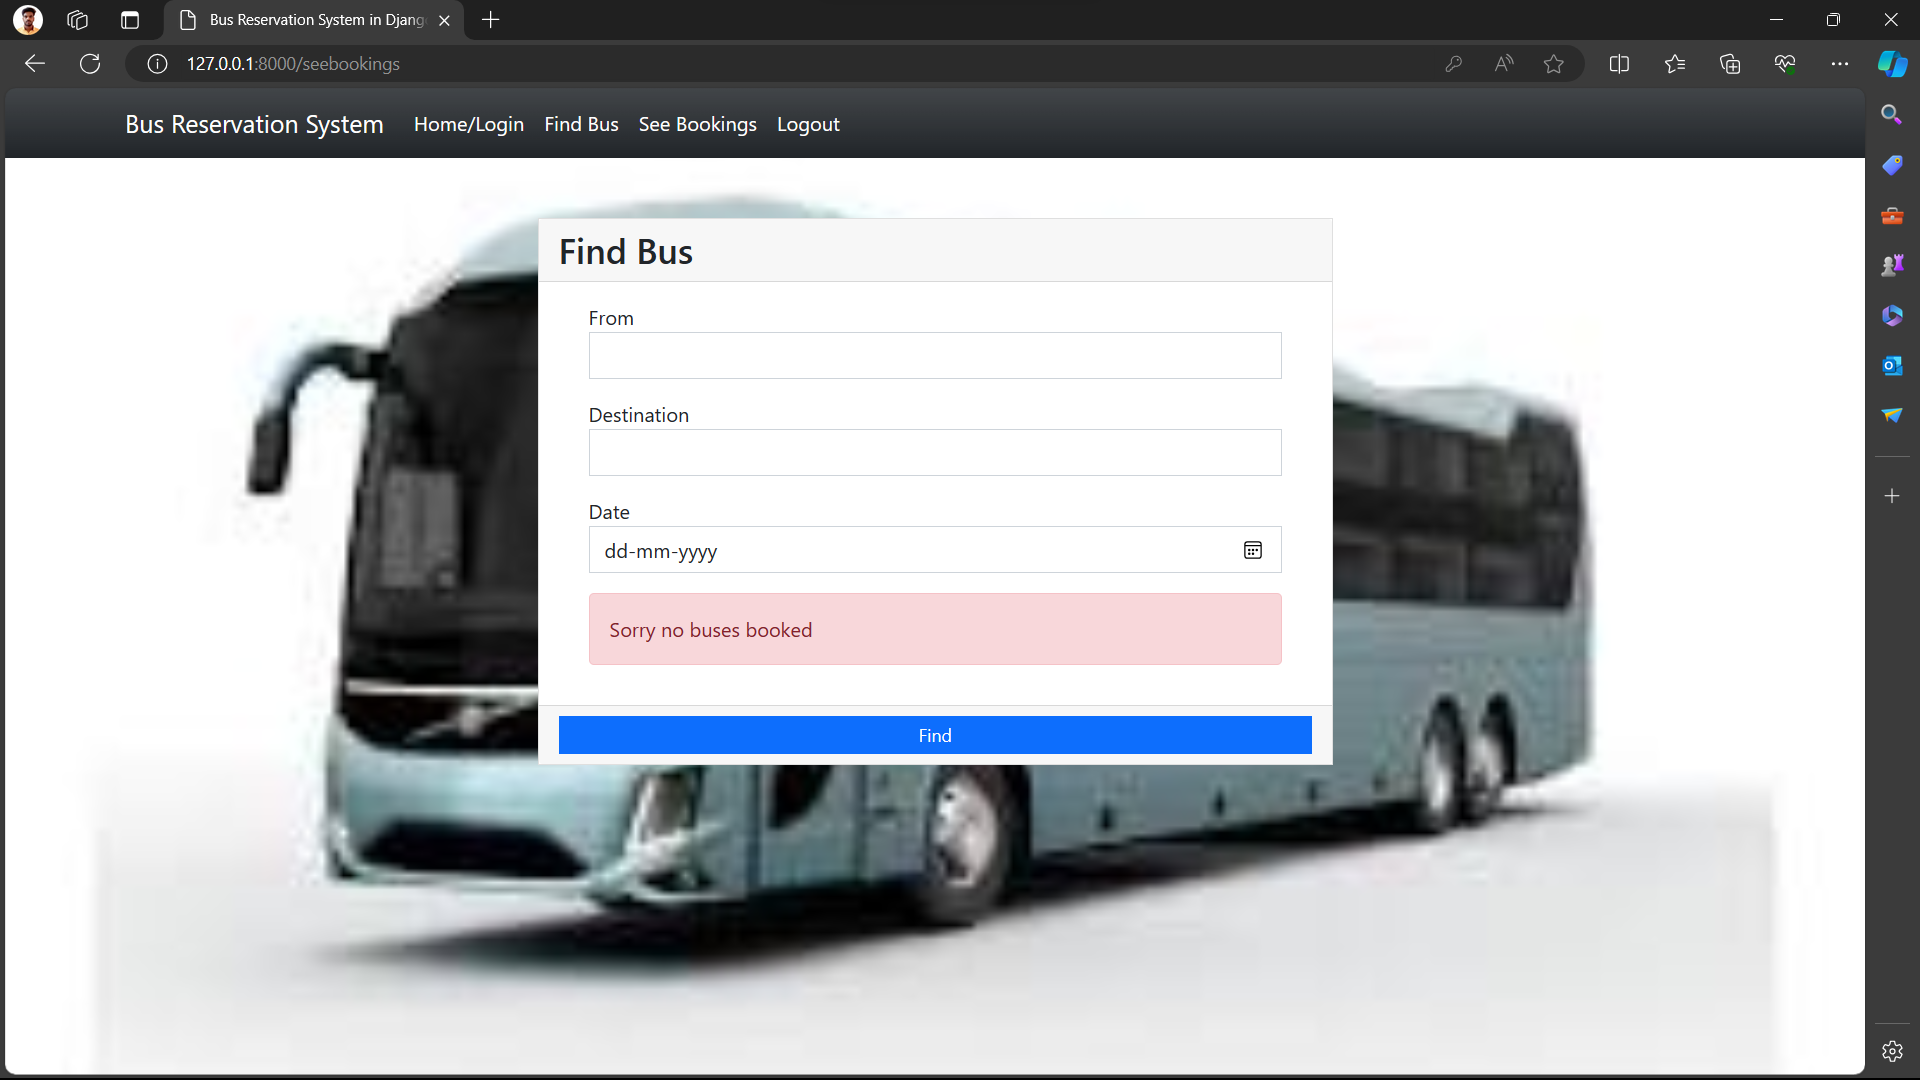 Bus Reservation System in Djang
127.0.0.1:8000/seebookings
Bus Reservation System Home/Login Find Bus See Bookings Logout
Find Bus
From
Destination
Date
dd-mm-yyyy
Sorry no buses booked
Find